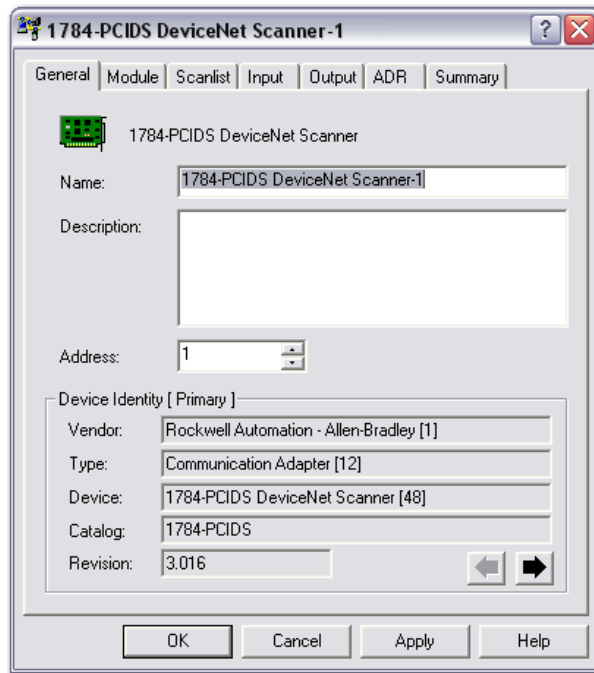 1784-PCIDS DeviceNet Scanner-1
General Module Scanlist Input Output ADR Summary
1784-PCIDS DeviceNet Scanner
Name: 1784-PCIDS DeviceNet Scanner-1
Description:
Address: 1
Device Identity [ Primary ]
Vendor: Rockwell Automation - Allen-Bradley [1]
Type: Communication Adapter [12]
Device: 1784-PCIDS DeviceNet Scanner [48]
Catalog: 1784-PCIDS
Revision: 3.016
OK Cancel Apply Help